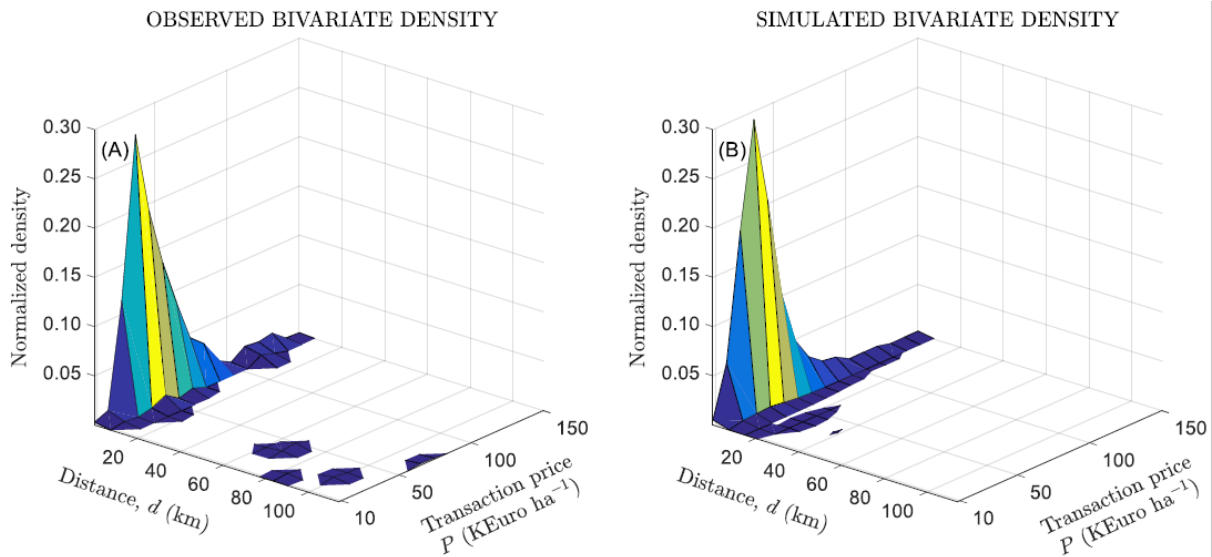 OBSERVED BIVARIATE DENSITY
(A)
Normalized density
0.30
0.25
0.20
0.15
0.10
0.05
20
40
60
80
100
Distance, d (km)
10
50
100
150
Transaction price
P (KEuro ha⁻¹)
SIMULATED BIVARIATE DENSITY
(B)
Normalized density
0.30
0.25
0.20
0.15
0.10
0.05
20
40
60
80
100
Distance, d (km)
10
50
100
150
Transaction price
P (KEuro ha⁻¹)